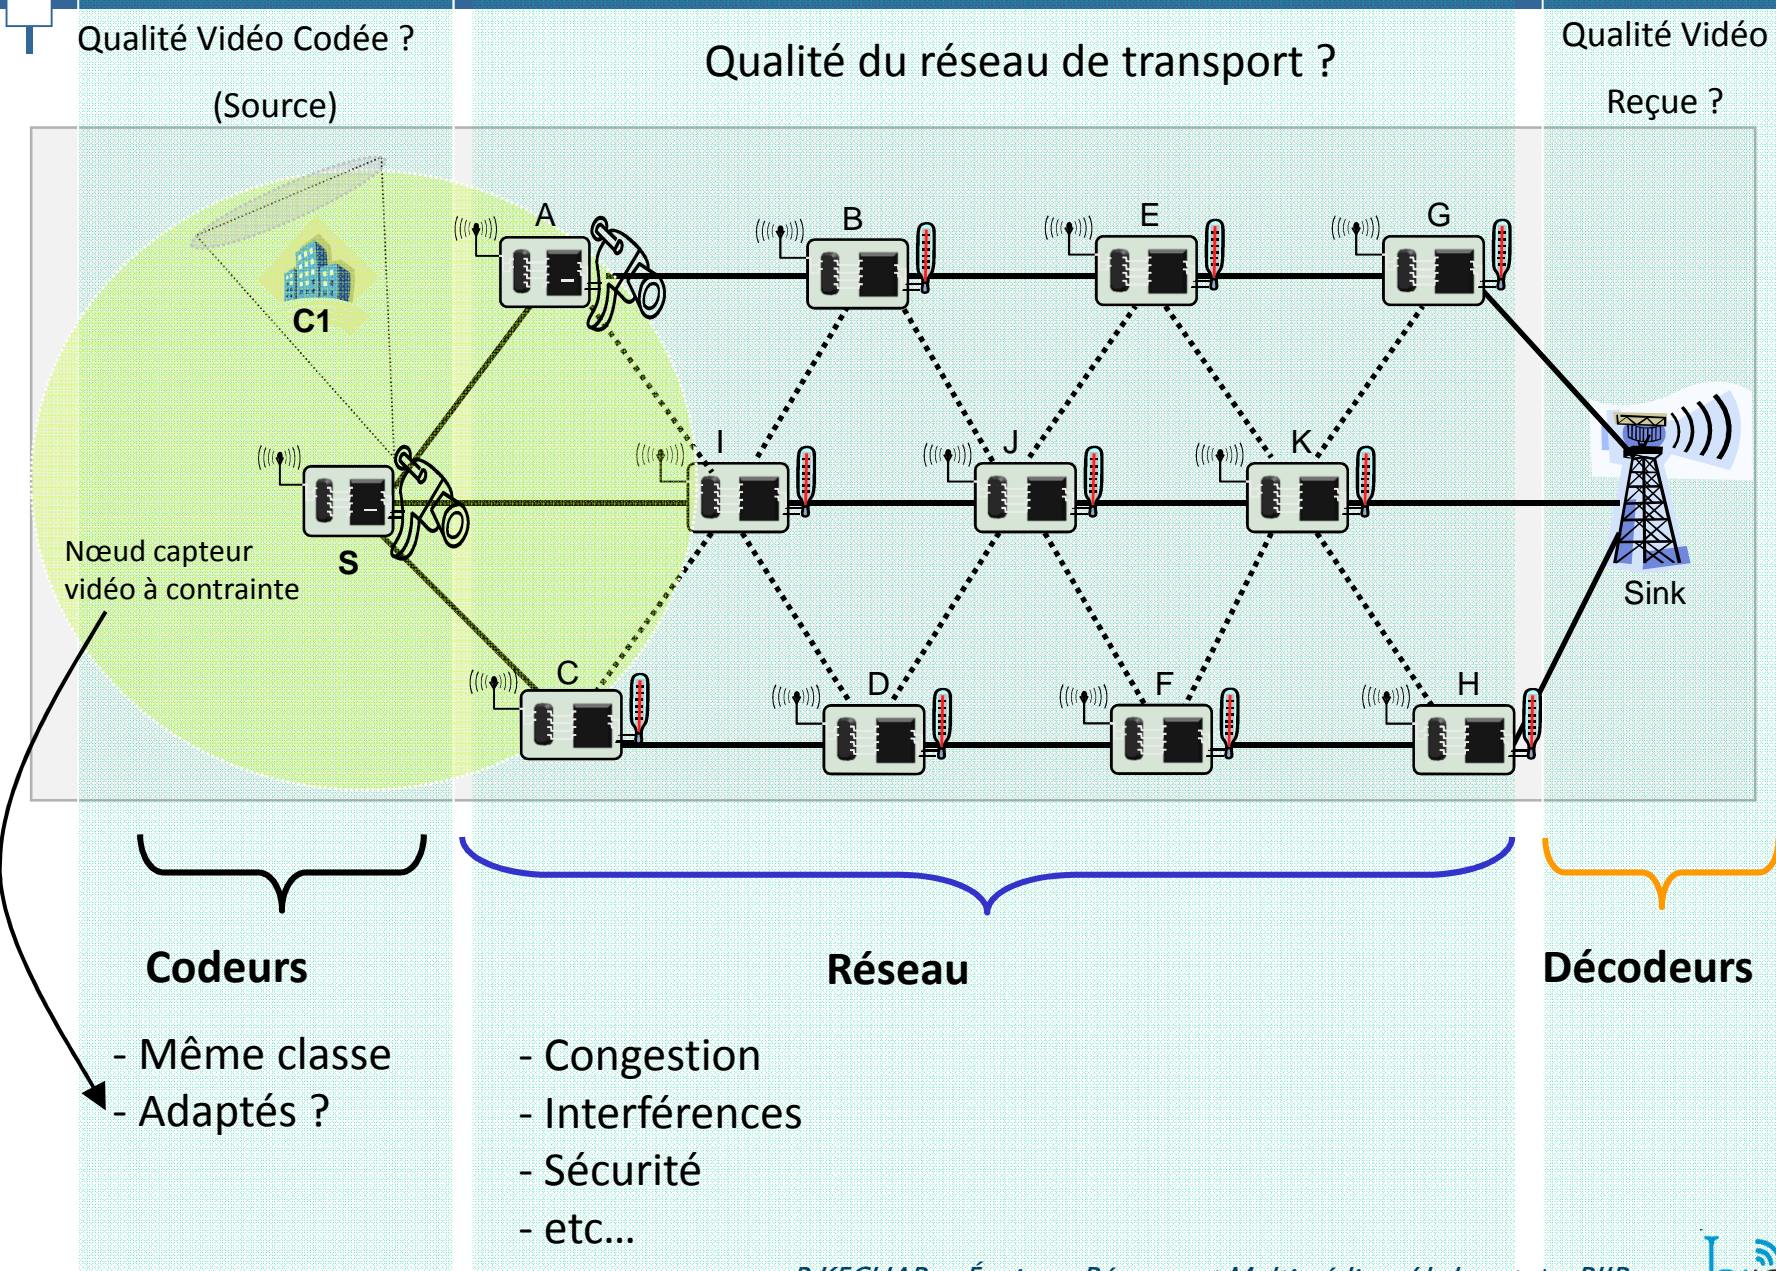 Qualité Vidéo Codée ?
(Source)
Qualité du réseau de transport ?
Qualité Vidéo
Reçue ?
A
B
E
G
C1
I
J
K
S
Nœud capteur
vidéo à contrainte
Sink
C
D
F
H
Codeurs
Réseau
Décodeurs
- Même classe
- Adaptés ?
- Congestion
- Interférences
- Sécurité
- etc...